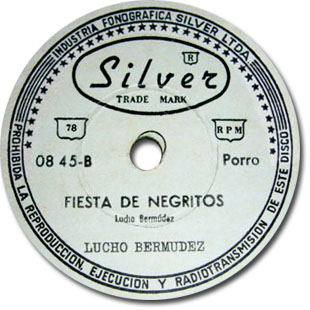 INDUSTRIA FONOGRAFICA SILVER LTDA.
R
Silver
TRADE MARK
78
RPM
08 45-B
Porro
FIESTA DE NEGRITOS
Lucho Bermúdez
LUCHO BERMUDEZ
PROHIBIDA LA REPRODUCCION, EJECUCION Y RADIOTRANSMISION DE ESTE DISCO